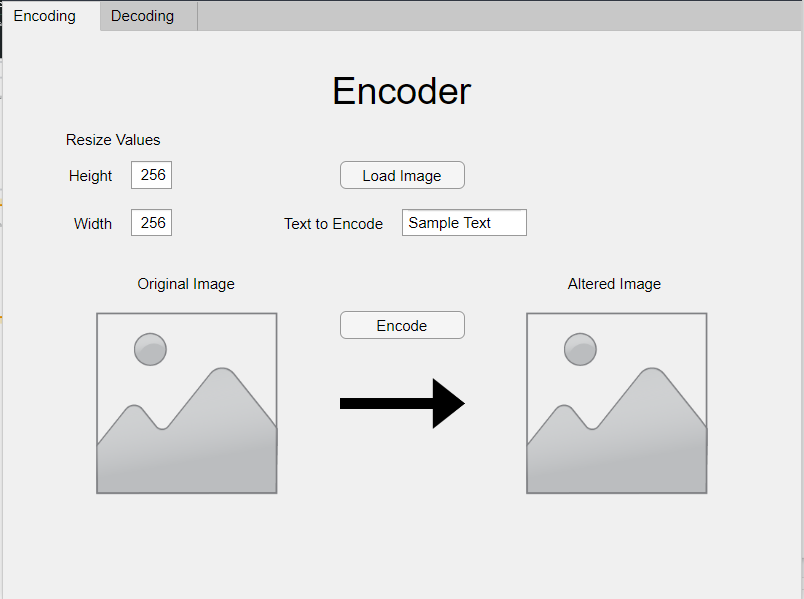 Encoding Decoding
Encoder
Resize Values
Height 256 Load Image
Width 256 Text to Encode Sample Text
Original Image Altered Image
Encode